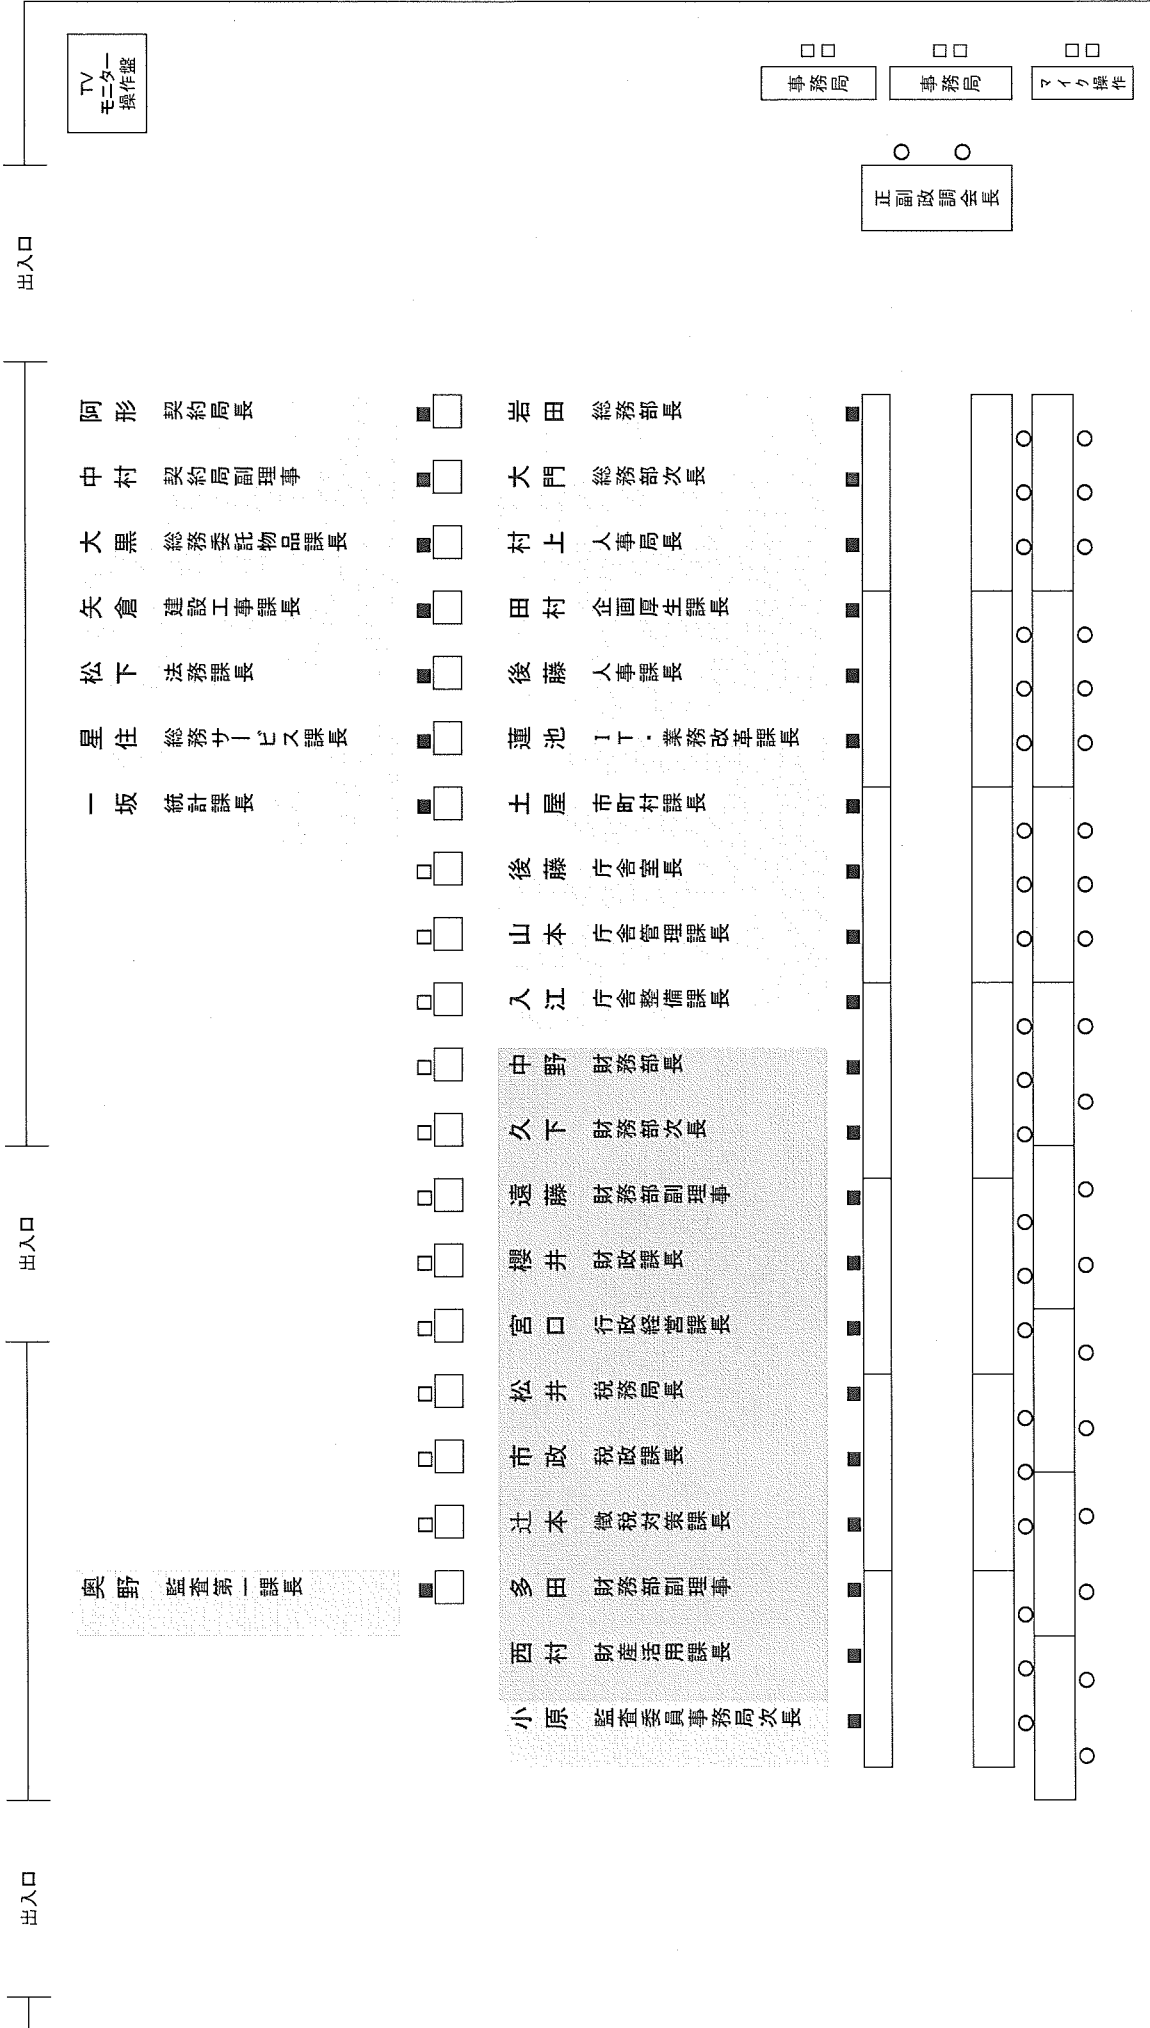 TV
モニター
操作盤
事務局
事務局
マイク操作
正副政調会長
出入口
出入口
出入口
阿形 契約局長
中村 契約局副理事
大黒 総務委託物品課長
矢倉 建設工事課長
松下 法務課長
星住 総務サービス課長
一坂 統計課長
奥野 監査第一課長
岩田 総務部長
大門 総務部次長
村上 人事局長
田村 企画厚生課長
後藤 人事課長
蓮池 IT・業務改革課長
土屋 市町村課長
後藤 庁舎室長
山本 庁舎管理課長
入江 庁舎整備課長
中野 財務部長
久下 財務部次長
遠藤 財務部副理事
櫻井 財政課長
宮口 行政経営課長
松井 税務局長
市政 税政課長
辻本 徴税対策課長
多田 財務部副理事
西村 財産活用課長
小原 監査委員事務局次長